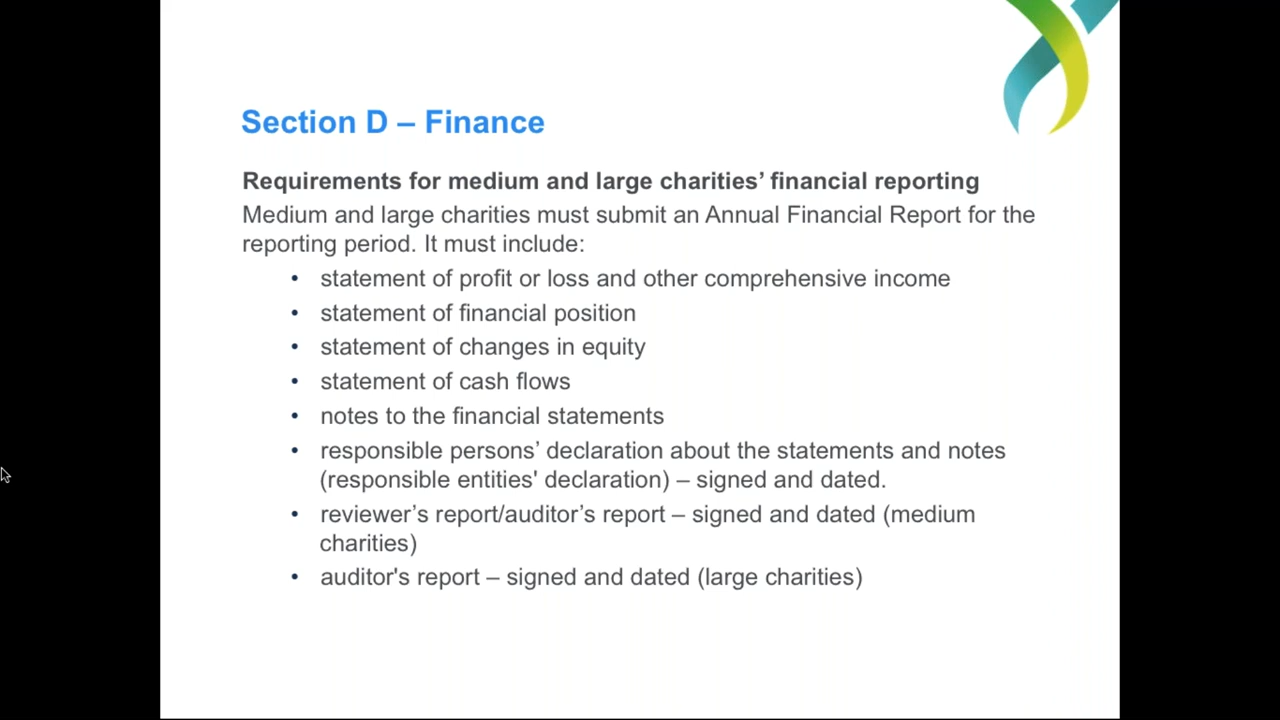 Section D – Finance
Requirements for medium and large charities’ financial reporting
Medium and large charities must submit an Annual Financial Report for the
reporting period. It must include:
• statement of profit or loss and other comprehensive income
• statement of financial position
• statement of changes in equity
• statement of cash flows
• notes to the financial statements
• responsible persons’ declaration about the statements and notes
(responsible entities' declaration) – signed and dated.
• reviewer’s report/auditor’s report – signed and dated (medium
charities)
• auditor's report – signed and dated (large charities)